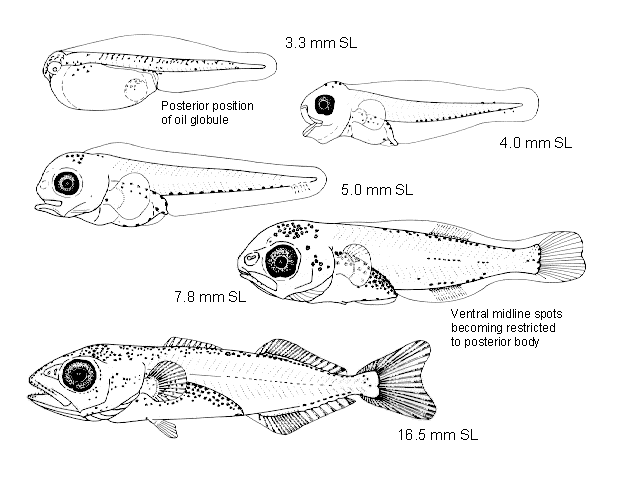 3.3 mm SL
Posterior position
of oil globule
4.0 mm SL
5.0 mm SL
7.8 mm SL
Ventral midline spots
becoming restricted
to posterior body
16.5 mm SL